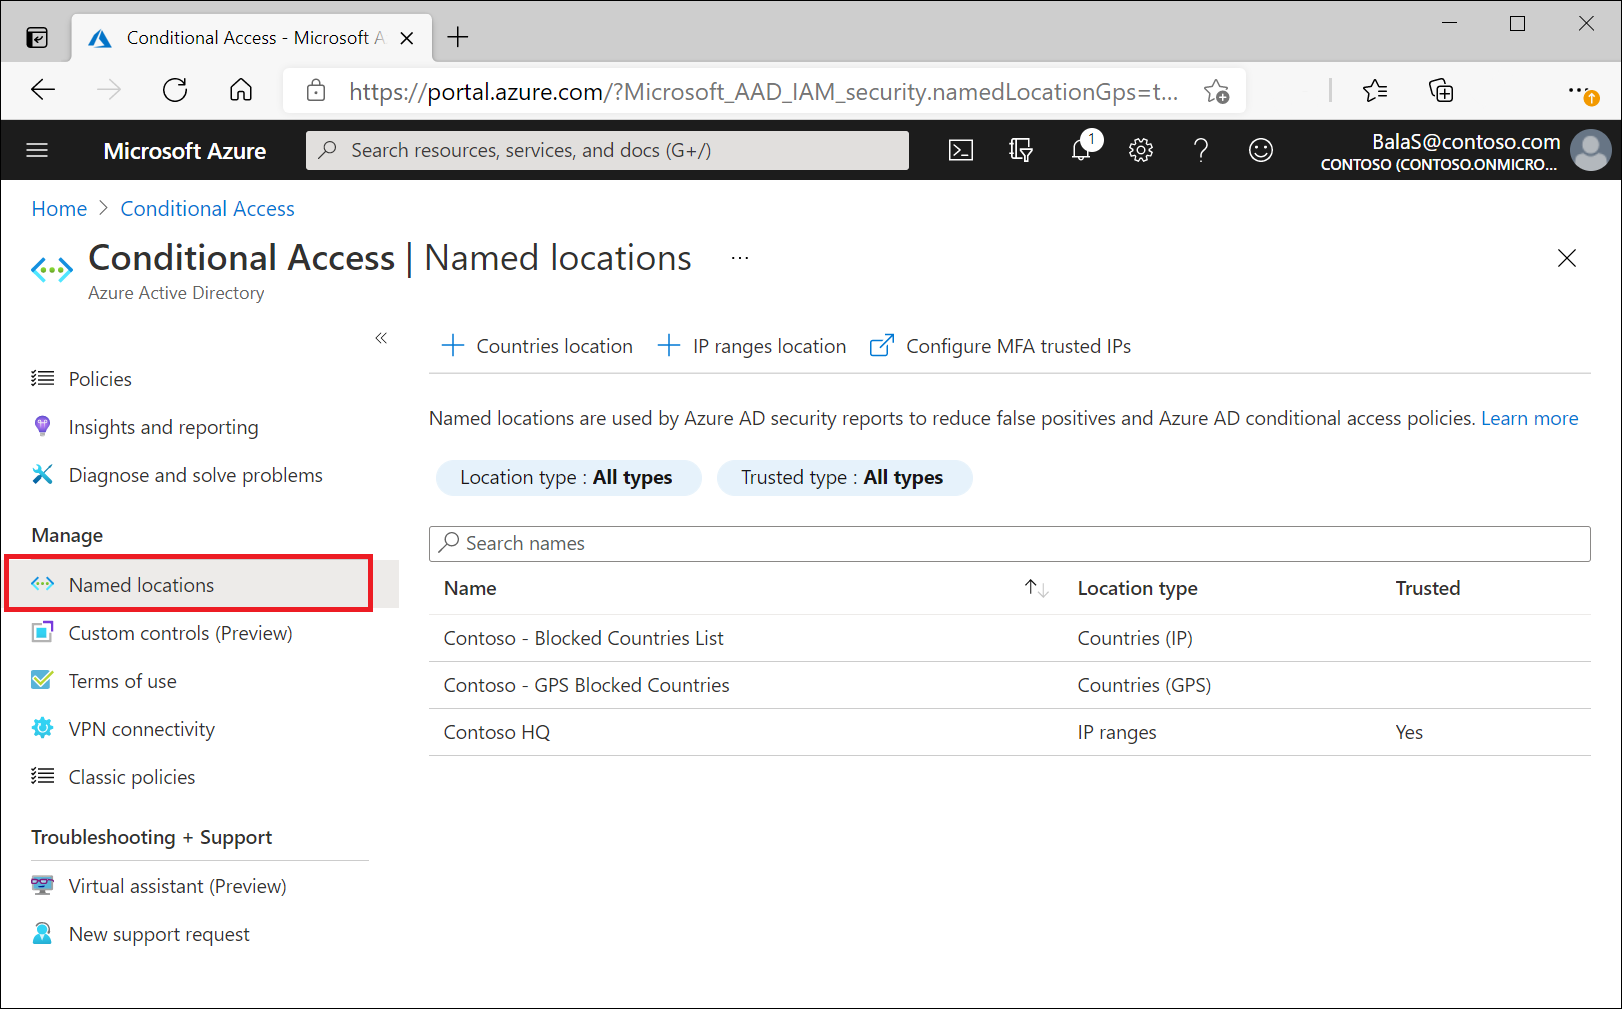 Conditional Access - Microsoft A
https://portal.azure.com/?Microsoft_AAD_IAM_security.namedLocationGps=t...
Microsoft Azure
Search resources, services, and docs (G+/)
1
BalaS@contoso.com
CONTOSO (CONTOSO.ONMICRO...
Home > Conditional Access
Conditional Access | Named locations ...
Azure Active Directory
«
Policies
Insights and reporting
Diagnose and solve problems
Manage
Named locations
Custom controls (Preview)
Terms of use
VPN connectivity
Classic policies
Troubleshooting + Support
Virtual assistant (Preview)
New support request
+ Countries location + IP ranges location Configure MFA trusted IPs
Named locations are used by Azure AD security reports to reduce false positives and Azure AD conditional access policies. Learn more
Location type : All types Trusted type : All types
Search names
Name ↑↓ Location type Trusted
Contoso - Blocked Countries List Countries (IP)
Contoso - GPS Blocked Countries Countries (GPS)
Contoso HQ IP ranges Yes